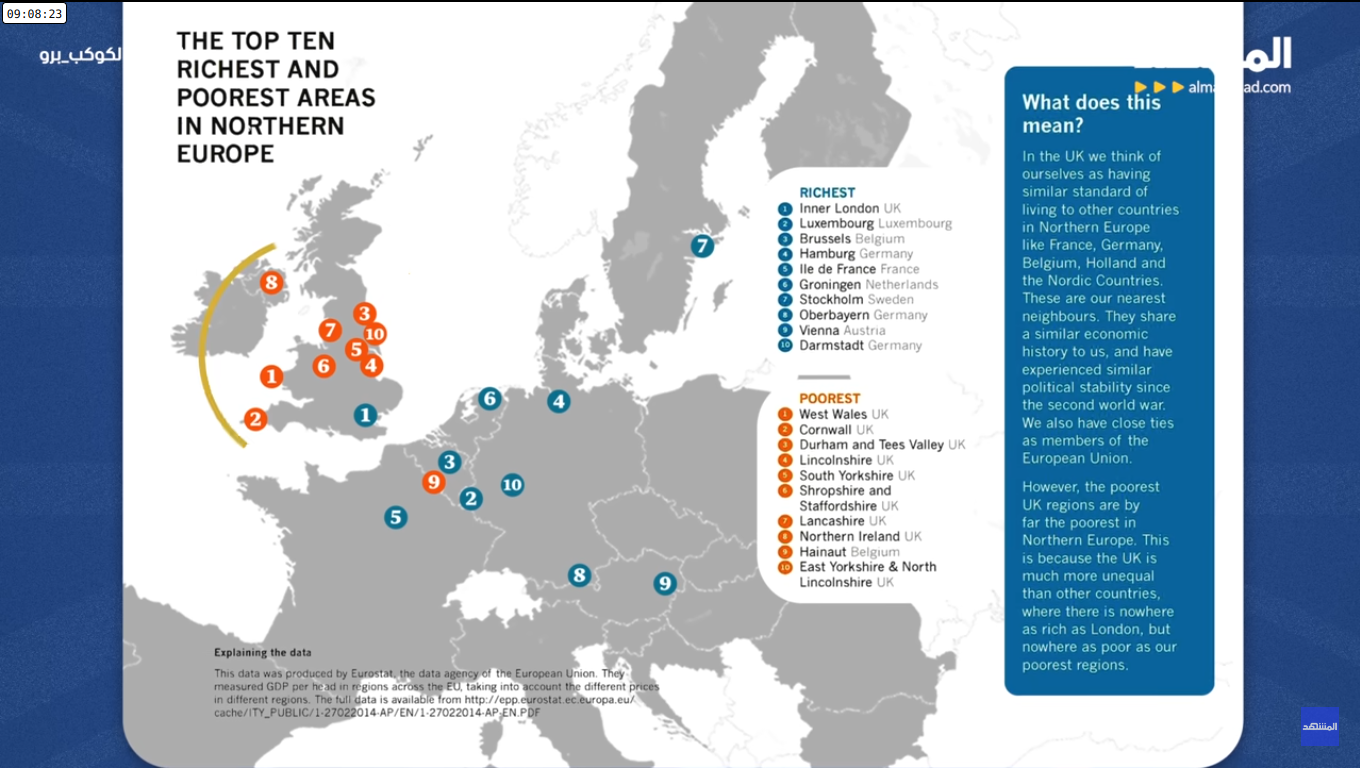 09:08:23
لكوكب_برو
alma
ad.com
THE TOP TEN
RICHEST AND
POOREST AREAS
IN NORTHERN
EUROPE
8
3
7
10
5
6
4
1
2
1
7
6
4
3
9
2
10
5
8
9
RICHEST
1 Inner London UK
2 Luxembourg Luxembourg
3 Brussels Belgium
4 Hamburg Germany
5 Ile de France France
6 Groningen Netherlands
7 Stockholm Sweden
8 Oberbayern Germany
9 Vienna Austria
10 Darmstadt Germany
POOREST
1 West Wales UK
2 Cornwall UK
3 Durham and Tees Valley UK
4 Lincolnshire UK
5 South Yorkshire UK
6 Shropshire and
Staffordshire UK
7 Lancashire UK
8 Northern Ireland UK
9 Hainaut Belgium
10 East Yorkshire & North
Lincolnshire UK
What does this
mean?
In the UK we think of
ourselves as having
similar standard of
living to other countries
in Northern Europe
like France, Germany,
Belgium, Holland and
the Nordic Countries.
These are our nearest
neighbours. They share
a similar economic
history to us, and have
experienced similar
political stability since
the second world war.
We also have close ties
as members of the
European Union.
However, the poorest
UK regions are by
far the poorest in
Northern Europe. This
is because the UK is
much more unequal
than other countries,
where there is nowhere
as rich as London, but
nowhere as poor as our
poorest regions.
Explaining the data
This data was produced by Eurostat, the data agency of the European Union. They
measured GDP per head in regions across the EU, taking into account the different prices
in different regions. The full data is available from http://epp.eurostat.ec.europa.eu/
cache/ITY_PUBLIC/1-27022014-AP/EN/1-27022014-AP-EN.PDF
المشهد